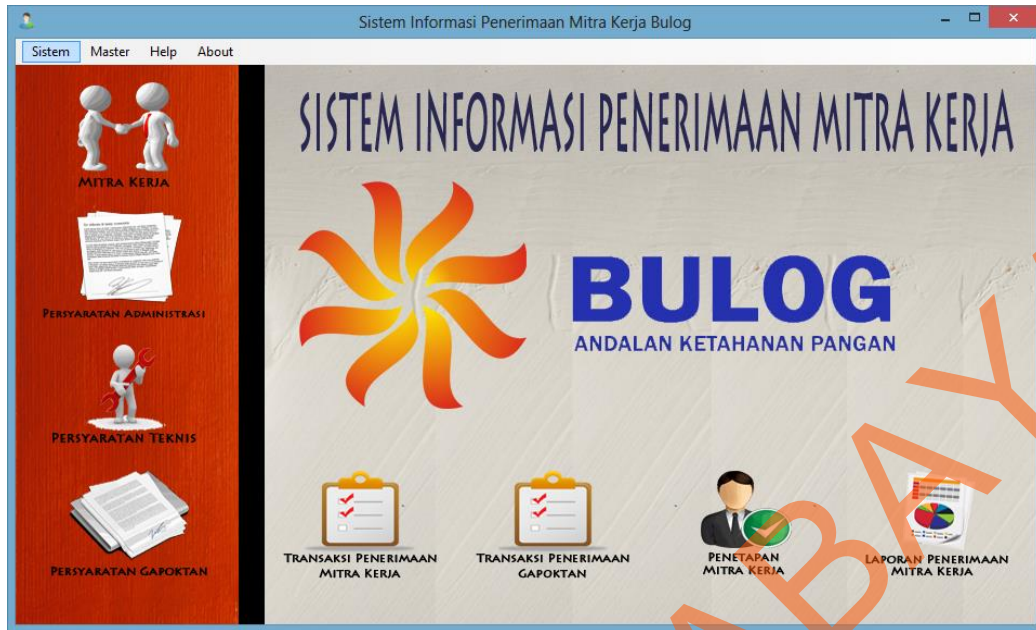 Sistem Informasi Penerimaan Mitra Kerja Bulog
Sistem Master Help About
SISTEM INFORMASI PENERIMAAN MITRA KERJA
MITRA KERJA
PERSYARATAN ADMINISTRASI
PERSYARATAN TEKNIS
PERSYARATAN GAPOKTAN
BULOG
ANDALAN KETAHANAN PANGAN
TRANSAKSI PENERIMAAN
MITRA KERJA
TRANSAKSI PENERIMAAN
GAPOKTAN
PENETAPAN
MITRA KERJA
LAPORAN PENERIMAAN
MITRA KERJA
ABAY